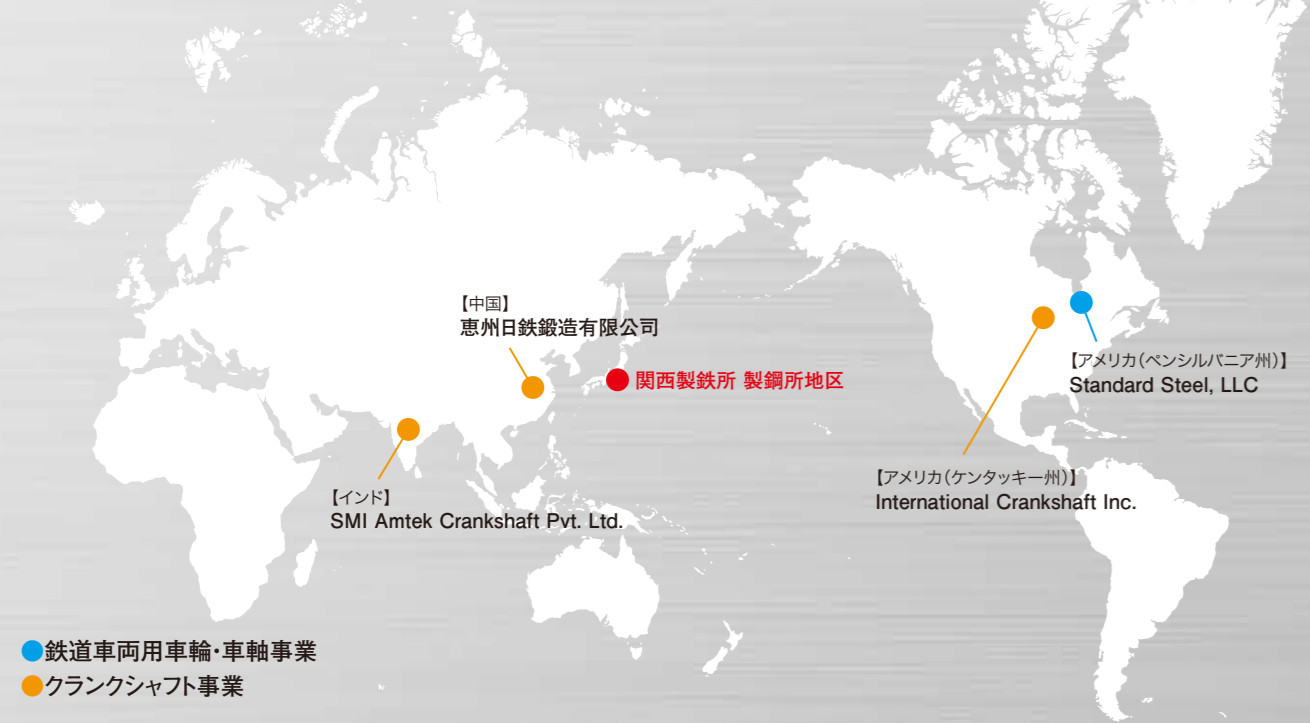 【中国】
恵州日鉄鍛造有限公司
関西製鉄所 製鋼所地区
【アメリカ(ペンシルバニア州)】
Standard Steel, LLC
【インド】
SMI Amtek Crankshaft Pvt. Ltd.
【アメリカ(ケンタッキー州)】
International Crankshaft Inc.
鉄道車両用車輪・車軸事業
クランクシャフト事業